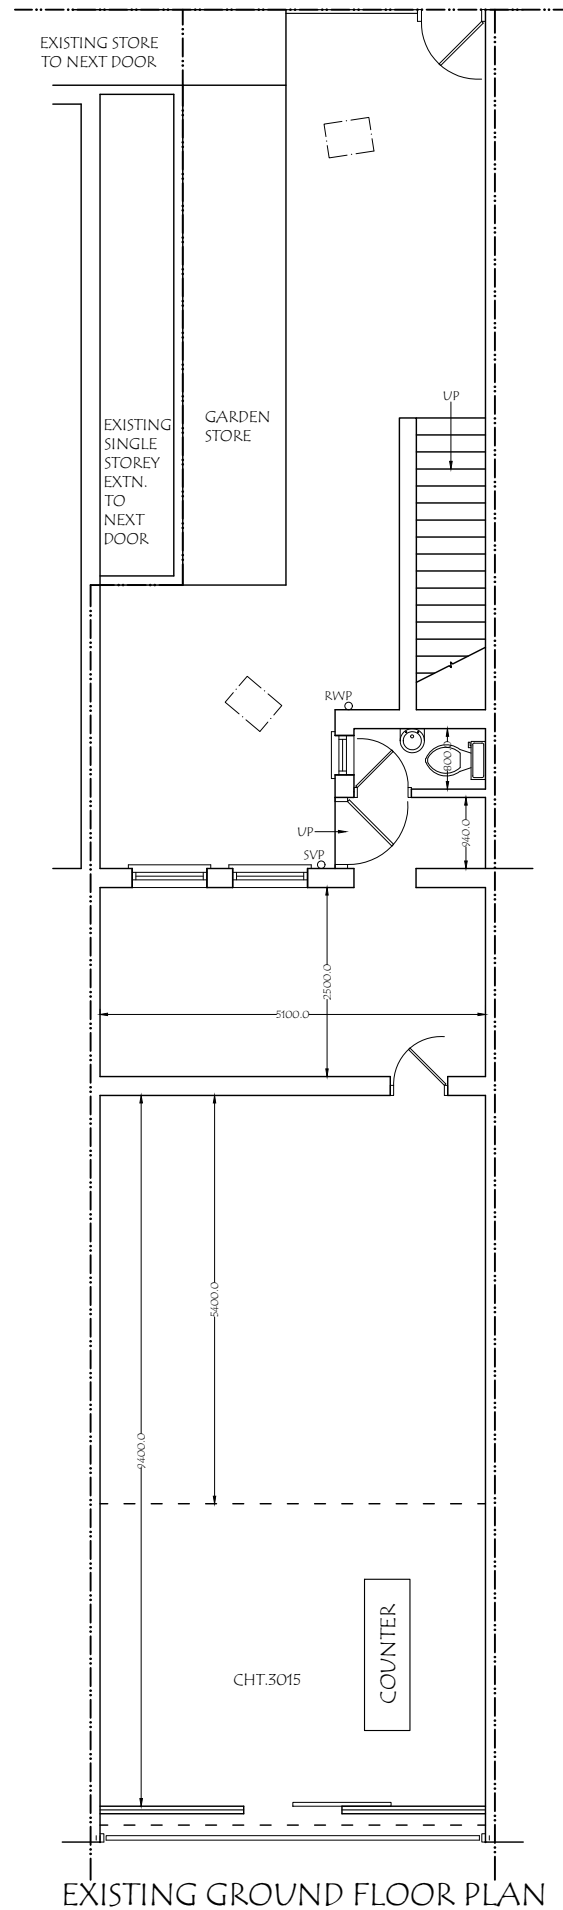 EXISTING STORE
TO NEXT DOOR
UP
EXISTING
SINGLE
STOREY
EXTN.
TO
NEXT
DOOR
GARDEN
STORE
RWP
800.0
UP
940.0
SVP
2500.0
5100.0
5400.0
9400.0
COUNTER
CHT.3015
EXISTING GROUND FLOOR PLAN